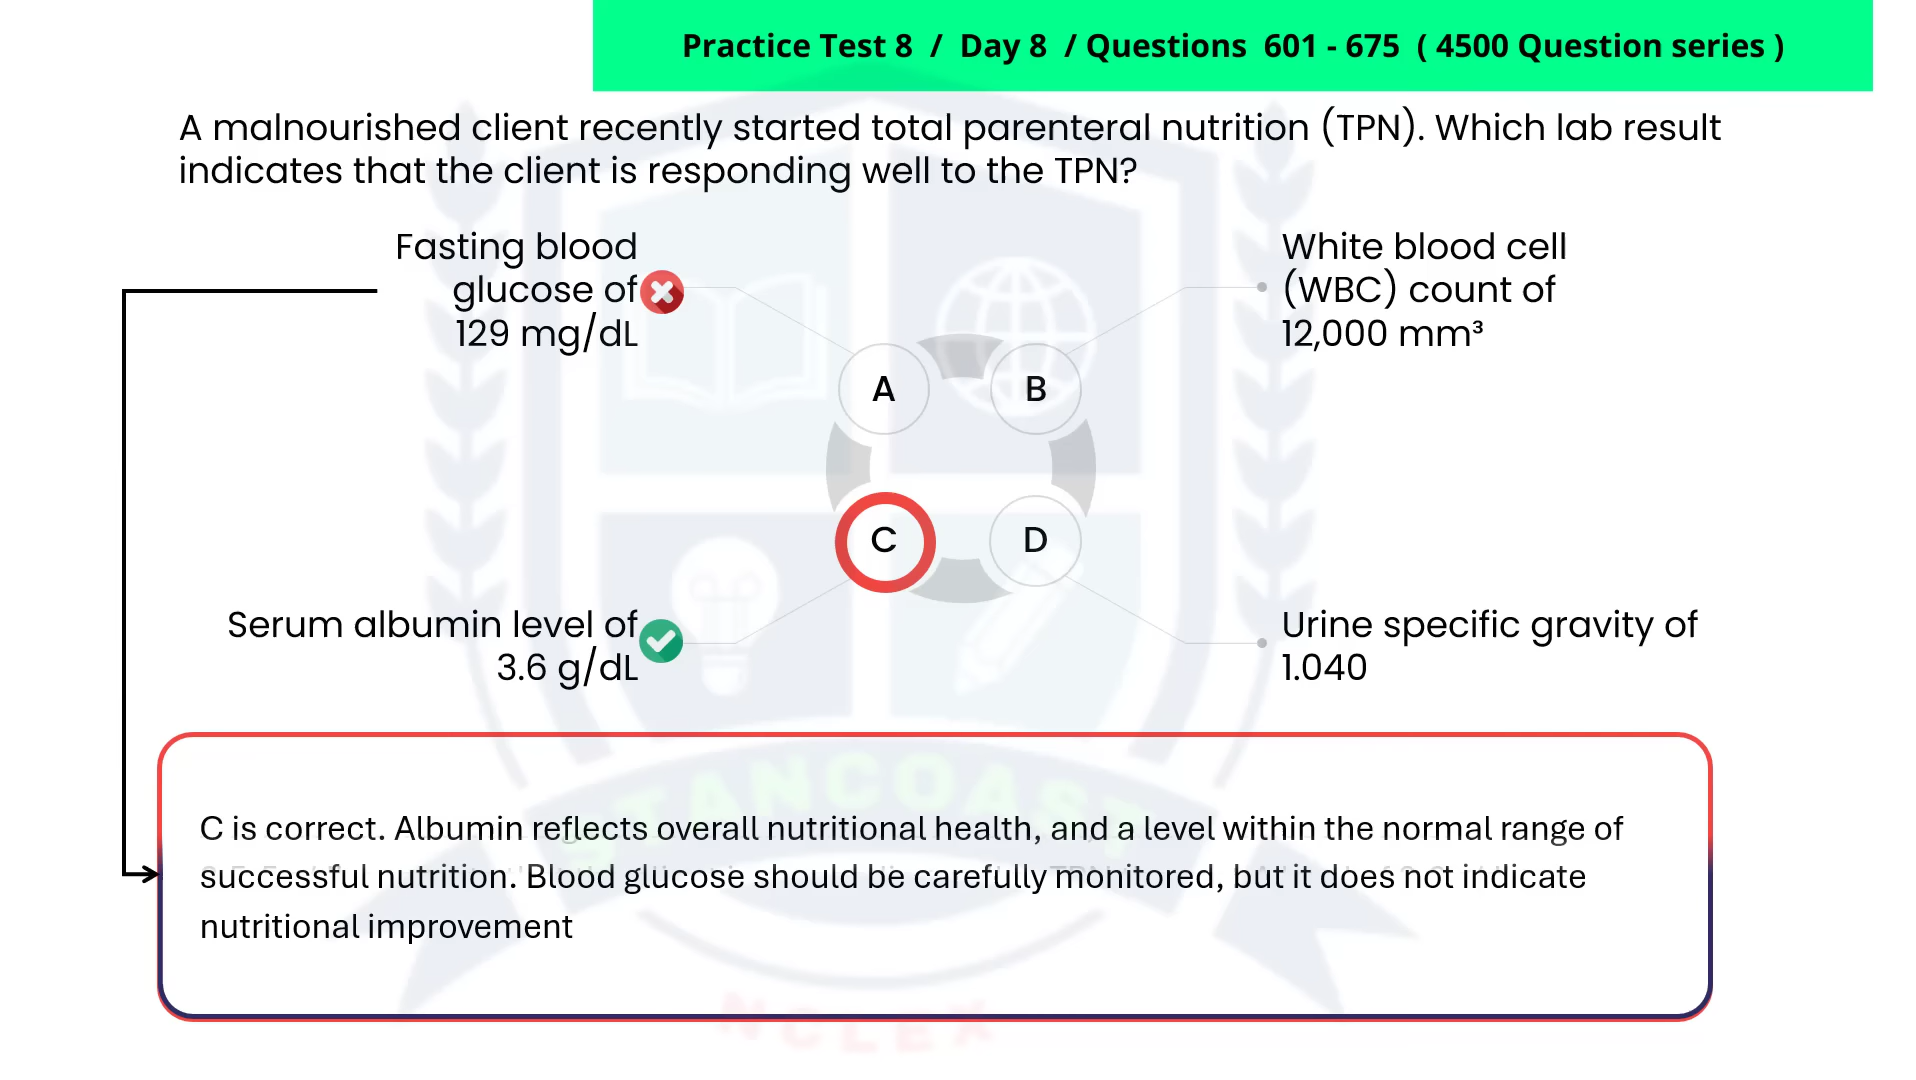 Practice Test 8 / Day 8 / Questions 601 - 675 ( 4500 Question series )
A malnourished client recently started total parenteral nutrition (TPN). Which lab result
indicates that the client is responding well to the TPN?
Fasting blood
glucose of
129 mg/dL
White blood cell
(WBC) count of
12,000 mm³
A
B
C
D
Serum albumin level of
3.6 g/dL
Urine specific gravity of
1.040
C is correct. Albumin reflects overall nutritional health, and a level within the normal range of
successful nutrition. Blood glucose should be carefully monitored, but it does not indicate
nutritional improvement
STANCOAST
NCLEX